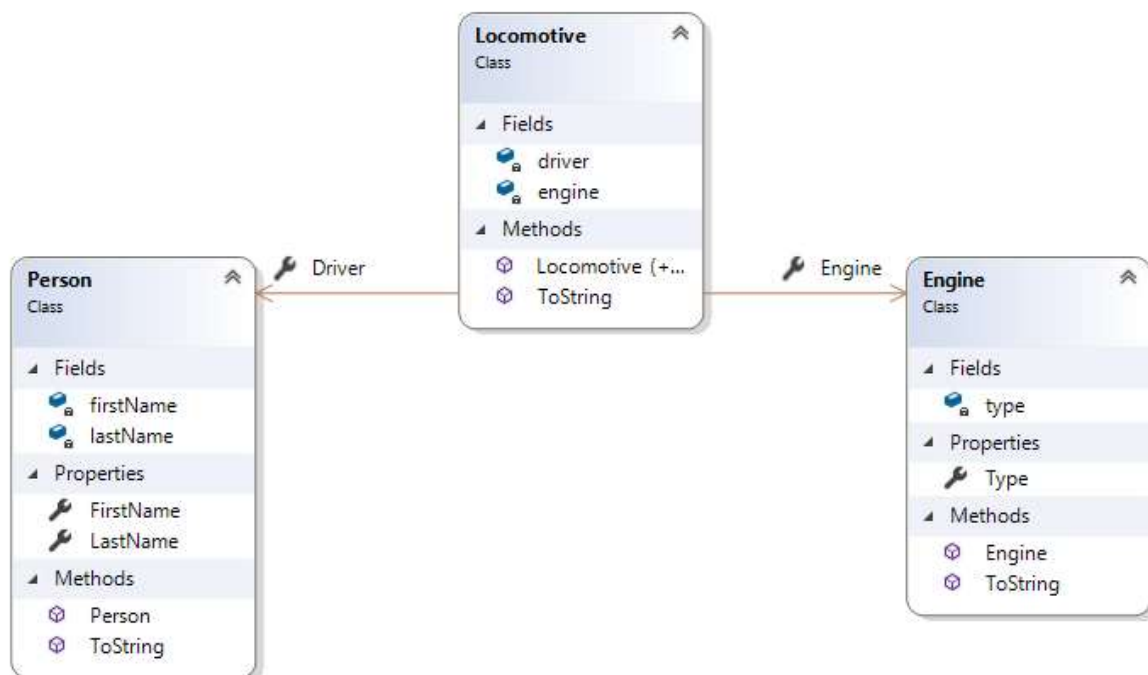 Locomotive
Class
Fields
driver
engine
Methods
Locomotive (+...
ToString
Driver
Engine
Person
Class
Fields
firstName
lastName
Properties
FirstName
LastName
Methods
Person
ToString
Engine
Class
Fields
type
Properties
Type
Methods
Engine
ToString